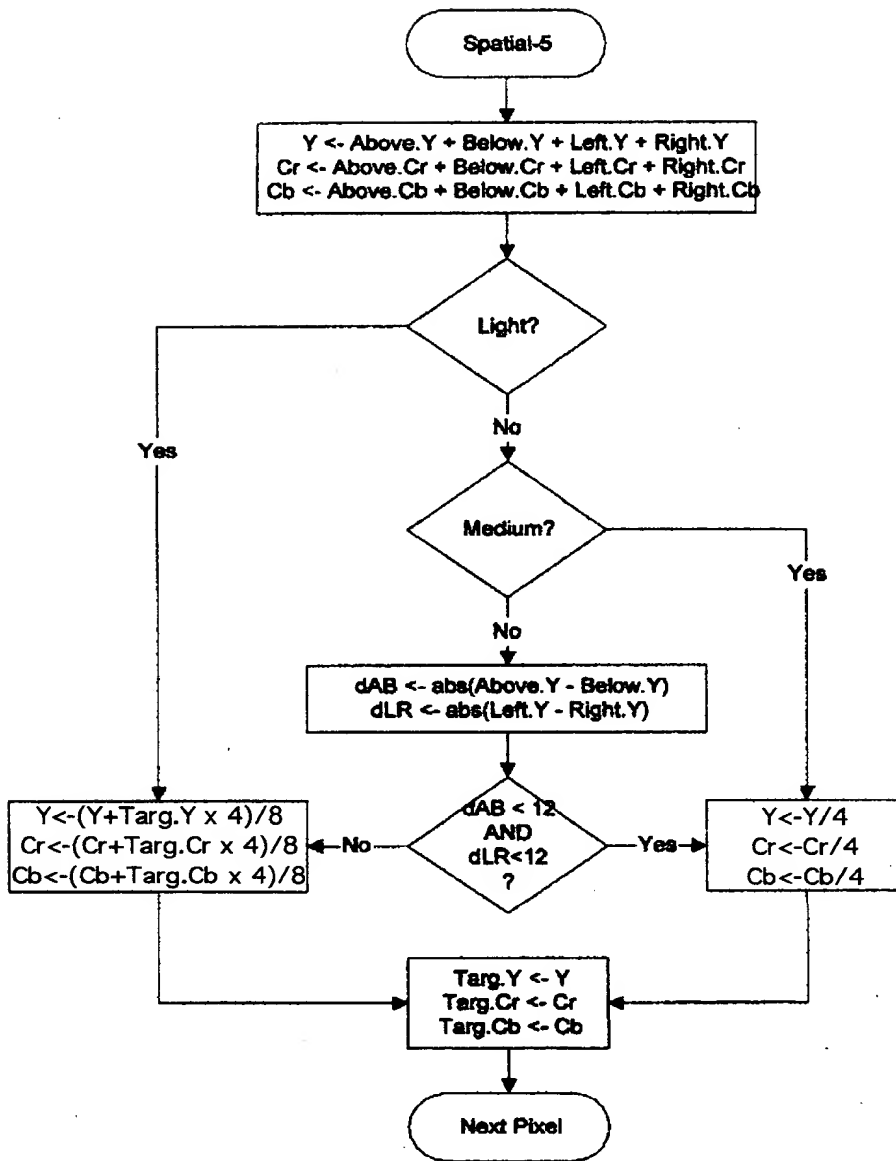 Spatial-5
Y <- Above.Y + Below.Y + Left.Y + Right.Y
Cr <- Above.Cr + Below.Cr + Left.Cr + Right.Cr
Cb <- Above.Cb + Below.Cb + Left.Cb + Right.Cb
Light?
No
Yes
Medium?
Yes
No
dAB <- abs(Above.Y - Below.Y)
dLR <- abs(Left.Y - Right.Y)
Y<-(Y+Targ.Y x 4)/8
Cr<-(Cr+Targ.Cr x 4)/8
Cb<-(Cb+Targ.Cb x 4)/8
No
dAB < 12
AND
dLR<12
?
Yes
Y<-Y/4
Cr<-Cr/4
Cb<-Cb/4
Targ.Y <- Y
Targ.Cr <- Cr
Targ.Cb <- Cb
Next Pixel